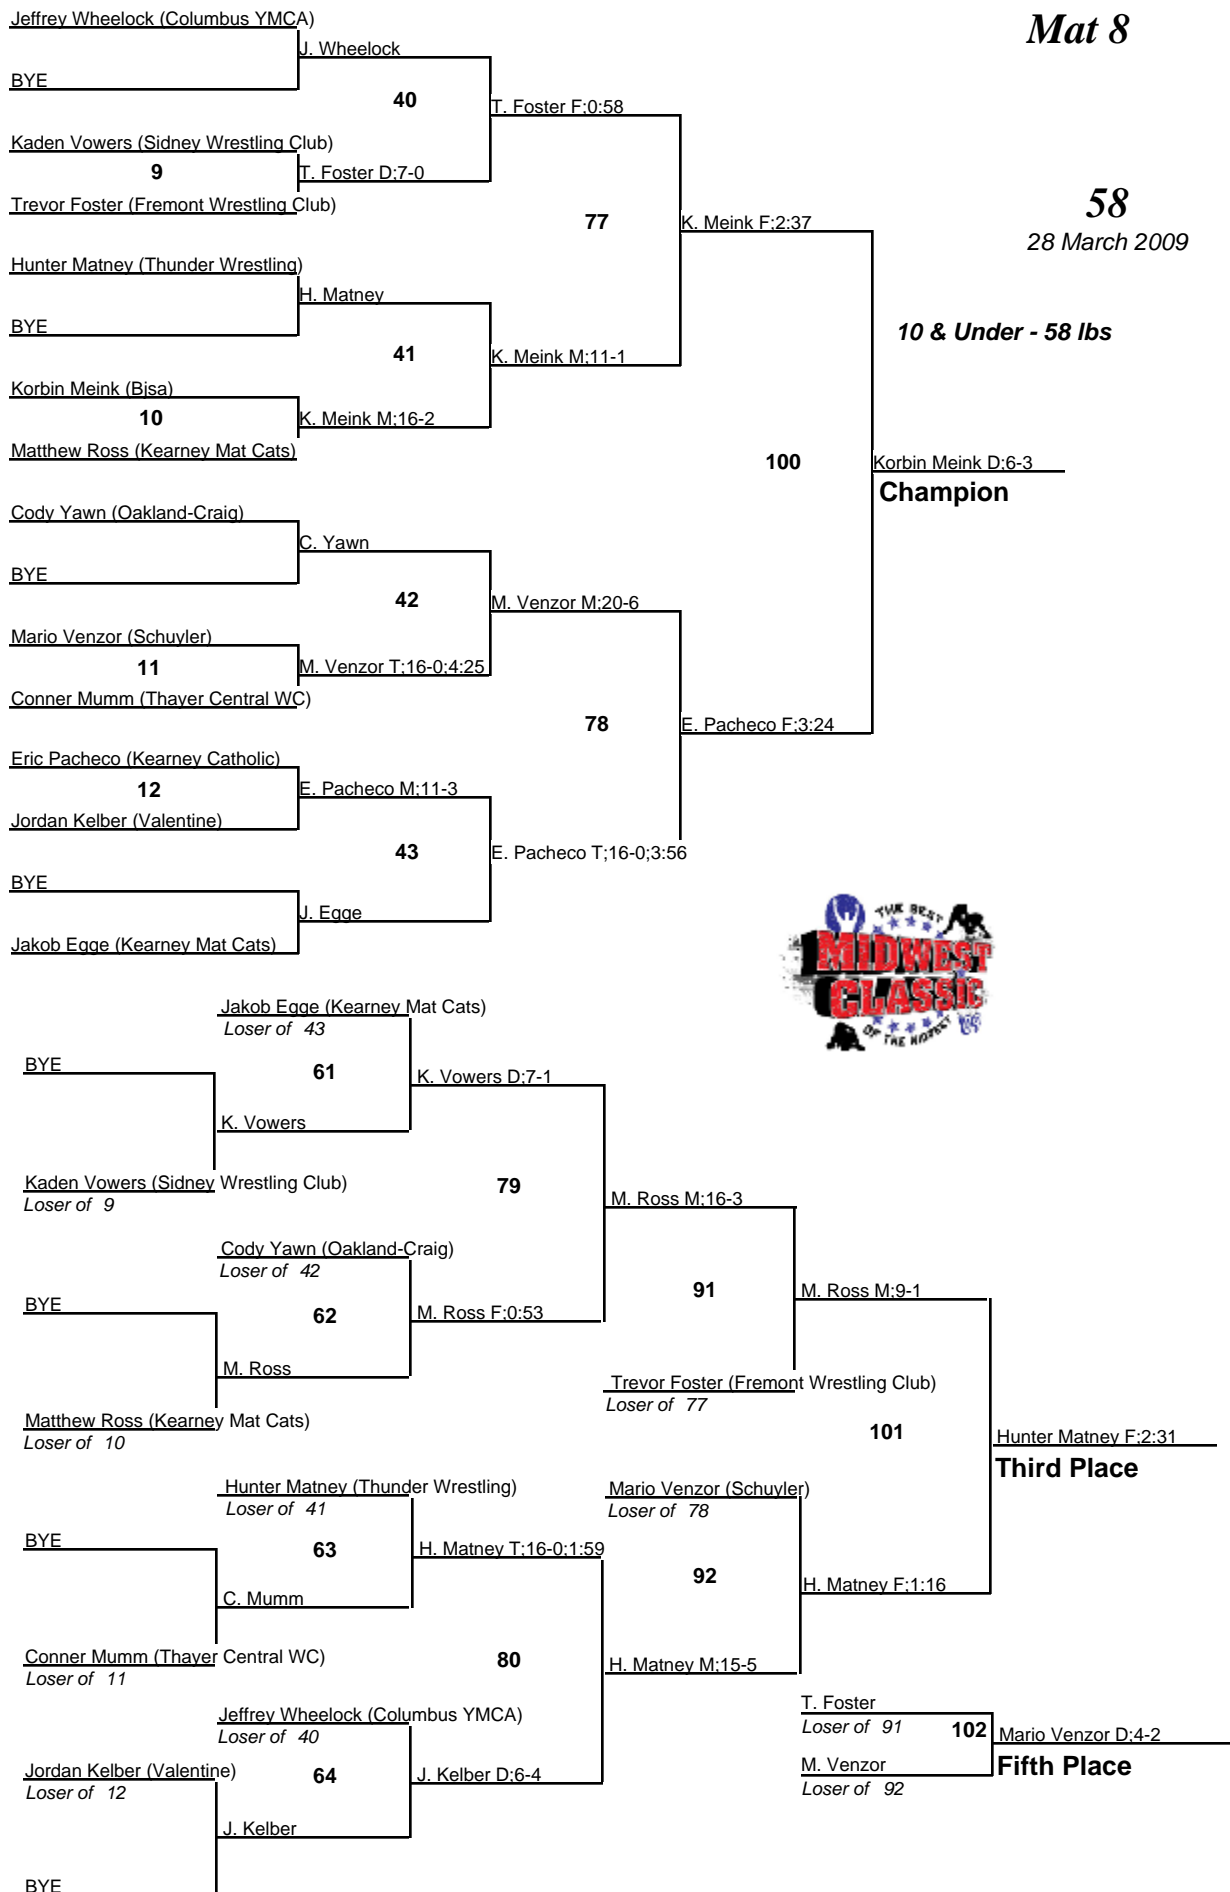 Jeffrey Wheelock (Columbus YMCA)
Mat 8
J. Wheelock
BYE
40
T. Foster F;0:58
Kaden Vowers (Sidney Wrestling Club)
9
T. Foster D;7-0
Trevor Foster (Fremont Wrestling Club)
58
77
K. Meink F;2:37
28 March 2009
Hunter Matney (Thunder Wrestling)
H. Matney
BYE
10 & Under - 58 lbs
41
K. Meink M;11-1
Korbin Meink (Bjsa)
10
K. Meink M;16-2
Matthew Ross (Kearney Mat Cats)
100
Korbin Meink D;6-3
Champion
Cody Yawn (Oakland-Craig)
C. Yawn
BYE
42
M. Venzor M;20-6
Mario Venzor (Schuyler)
11
M. Venzor T;16-0;4:25
Conner Mumm (Thayer Central WC)
78
E. Pacheco F;3:24
Eric Pacheco (Kearney Catholic)
12
E. Pacheco M;11-3
Jordan Kelber (Valentine)
43
E. Pacheco T;16-0;3:56
BYE
J. Egge
Jakob Egge (Kearney Mat Cats)
THE BEST
MIDWEST
CLASSIC
OF THE MIDWEST
Jakob Egge (Kearney Mat Cats)
Loser of 43
BYE
61
K. Vowers D;7-1
K. Vowers
Kaden Vowers (Sidney Wrestling Club)
Loser of 9
79
M. Ross M;16-3
Cody Yawn (Oakland-Craig)
Loser of 42
91
M. Ross M;9-1
BYE
62
M. Ross F;0:53
M. Ross
Trevor Foster (Fremont Wrestling Club)
Loser of 77
Matthew Ross (Kearney Mat Cats)
Loser of 10
101
Hunter Matney F;2:31
Third Place
Hunter Matney (Thunder Wrestling)
Loser of 41
Mario Venzor (Schuyler)
Loser of 78
BYE
63
H. Matney T;16-0;1:59
92
H. Matney F;1:16
C. Mumm
Conner Mumm (Thayer Central WC)
Loser of 11
80
H. Matney M;15-5
Jeffrey Wheelock (Columbus YMCA)
Loser of 40
T. Foster
Loser of 91
102
Mario Venzor D;4-2
Fifth Place
M. Venzor
Loser of 92
Jordan Kelber (Valentine)
Loser of 12
64
J. Kelber D;6-4
J. Kelber
BYE